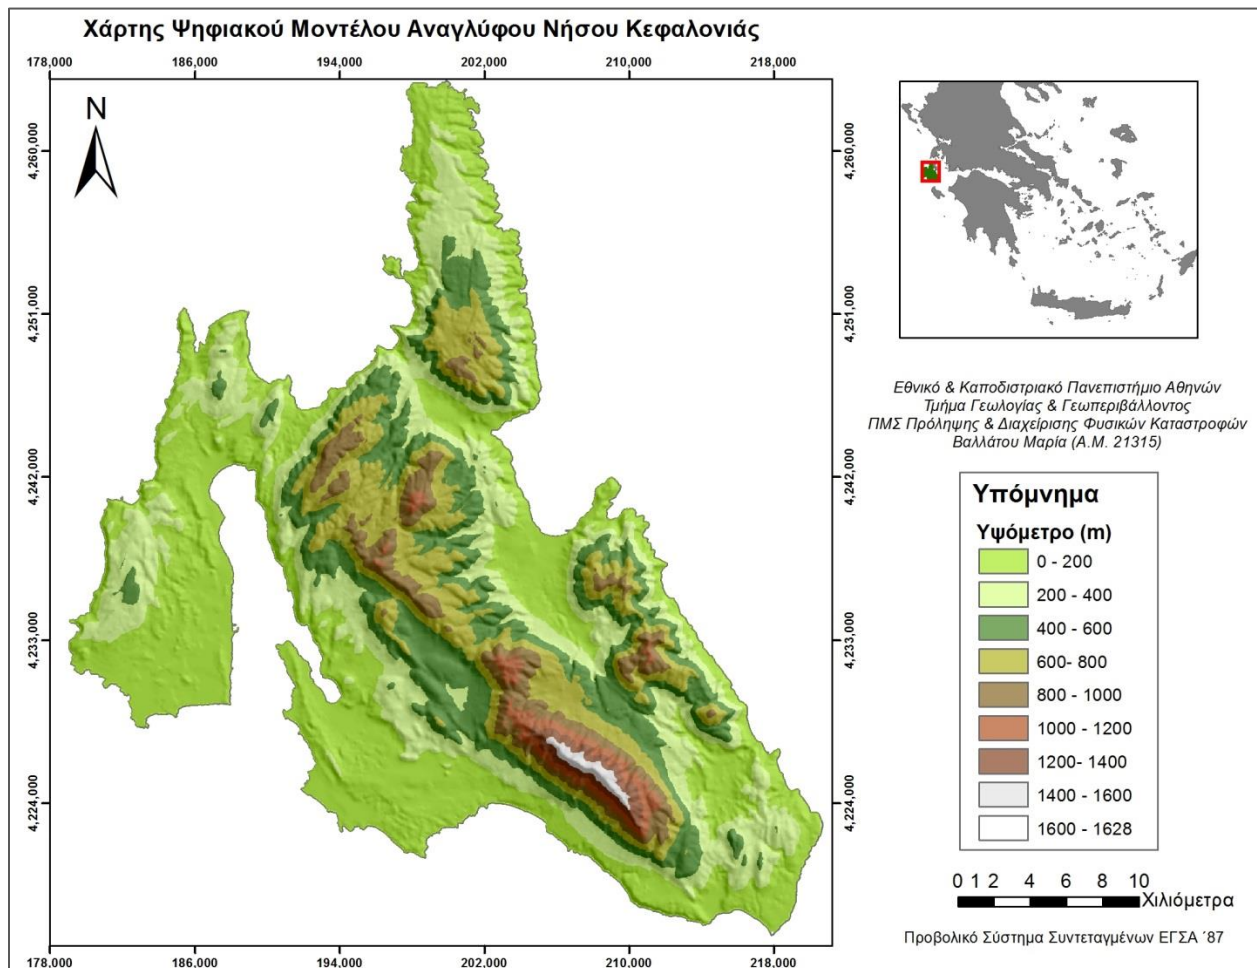 Χάρτης Ψηφιακού Μοντέλου Αναγλύφου Νήσου Κεφαλονιάς
178,000 186,000 194,000 202,000 210,000 218,000
N
4,260,000 4,260,000
4,251,000 4,251,000
4,242,000 4,242,000
4,233,000 4,233,000
4,224,000 4,224,000
178,000 186,000 194,000 202,000 210,000 218,000
Εθνικό & Καποδιστριακό Πανεπιστήμιο Αθηνών
Τμήμα Γεωλογίας & Γεωπεριβάλλοντος
ΠΜΣ Πρόληψης & Διαχείρισης Φυσικών Καταστροφών
Βαλλάτου Μαρία (Α.Μ. 21315)
Υπόμνημα
Υψόμετρο (m)
0 - 200
200 - 400
400 - 600
600- 800
800 - 1000
1000 - 1200
1200- 1400
1400 - 1600
1600 - 1628
0 1 2 4 6 8 10
Χιλιόμετρα
Προβολικό Σύστημα Συντεταγμένων ΕΓΣΑ ΄87